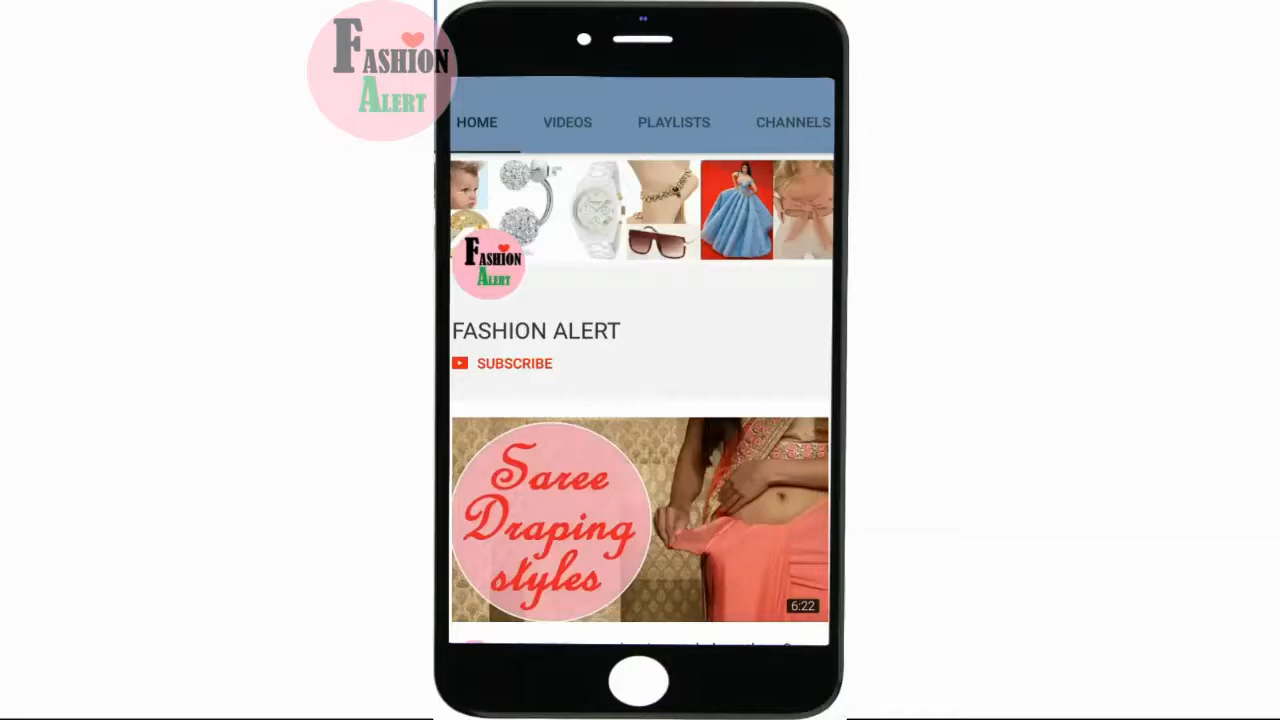 FASHION
ALERT
HOME VIDEOS PLAYLISTS CHANNELS
FASHION
ALERT
FASHION ALERT
SUBSCRIBE
Saree
Draping
styles
6:22